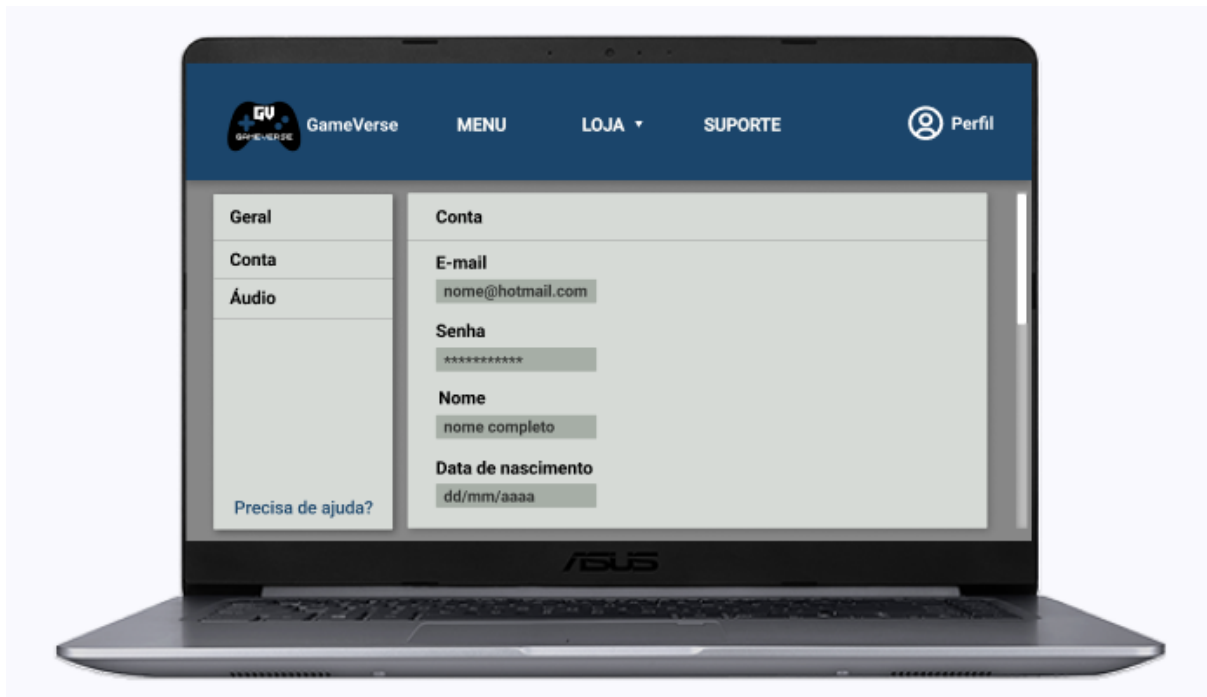 GV
GAMEVERSE
GameVerse
MENU
LOJA
SUPORTE
Perfil
Geral
Conta
Áudio
Precisa de ajuda?
Conta
E-mail
nome@hotmail.com
Senha
***********
Nome
nome completo
Data de nascimento
dd/mm/aaaa
ASUS